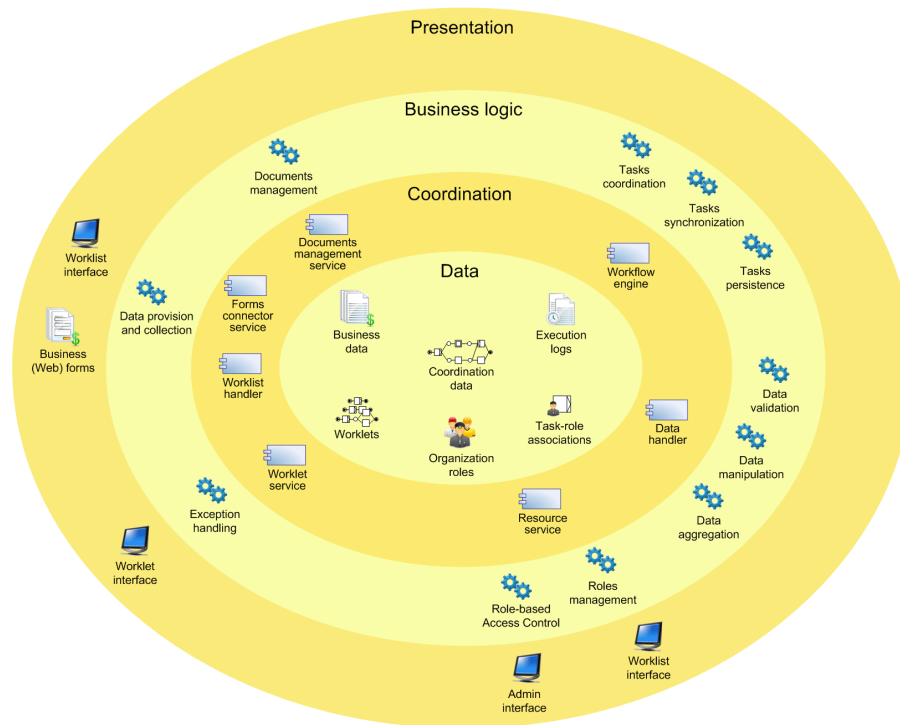 Presentation
Business logic
Documents
management
Tasks
coordination
Tasks
synchronization
Tasks
persistence
Coordination
Documents
management
service
Workflow
engine
Worklist
interface
Data provision
and collection
Forms
connector
service
Data
Business
data
Execution
logs
Business
(Web) forms
Worklist
handler
Coordination
data
Data
validation
Worklets
Organization
roles
Task-role
associations
Data
handler
Data
manipulation
Worklet
service
Exception
handling
Resource
service
Data
aggregation
Worklet
interface
Role-based
Access Control
Roles
management
Admin
interface
Worklist
interface
$
$